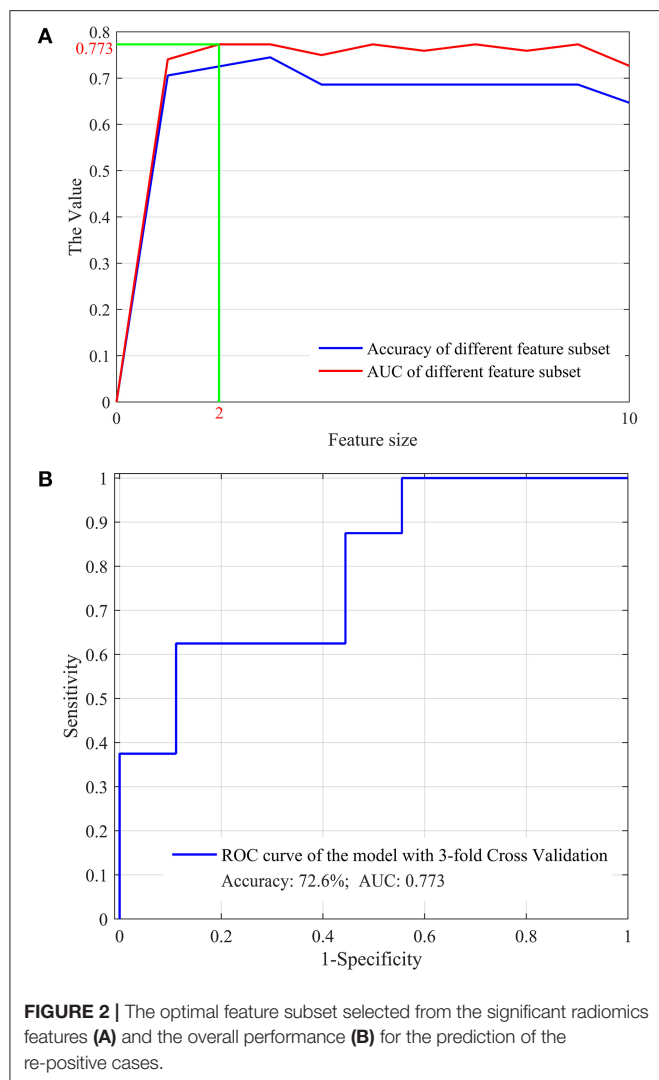 A
0.8
0.773
0.7
0.6
0.5
0.4
0.3
0.2
0.1
0
The Value
Accuracy of different feature subset
AUC of different feature subset
0
2
10
Feature size
B
1
0.9
0.8
0.7
0.6
0.5
0.4
0.3
0.2
0.1
0
Sensitivity
ROC curve of the model with 3-fold Cross Validation
Accuracy: 72.6%; AUC: 0.773
0
0.2
0.4
0.6
0.8
1
1-Specificity
FIGURE 2 | The optimal feature subset selected from the significant radiomics
features (A) and the overall performance (B) for the prediction of the
re-positive cases.